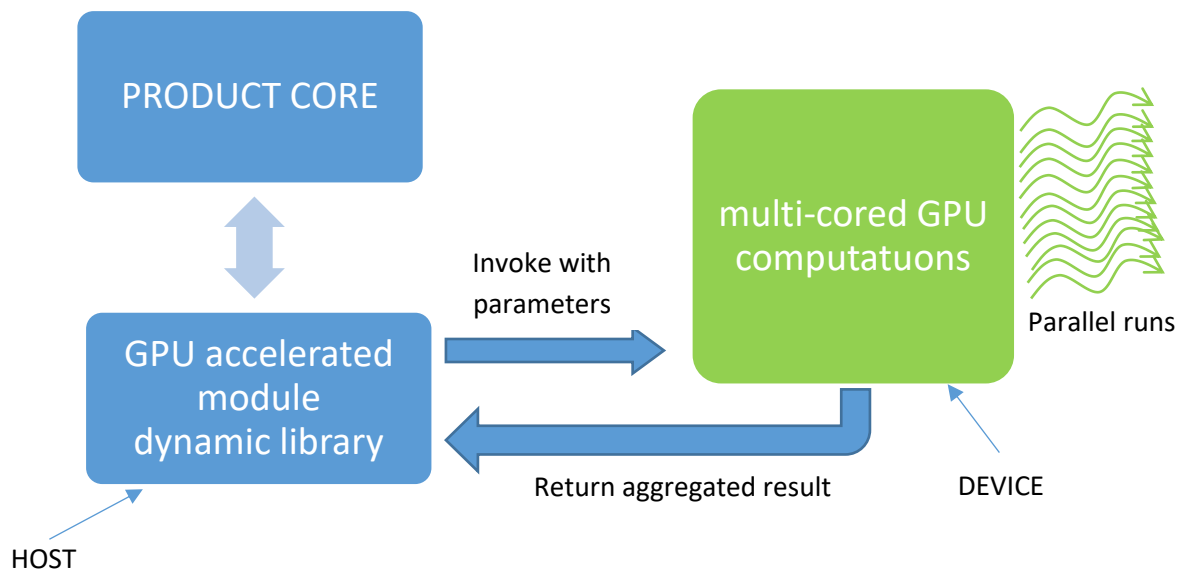 PRODUCT CORE
multi-cored GPU
computatuons
Invoke with
parameters
Parallel runs
GPU accelerated
module
dynamic library
Return aggregated result
DEVICE
HOST